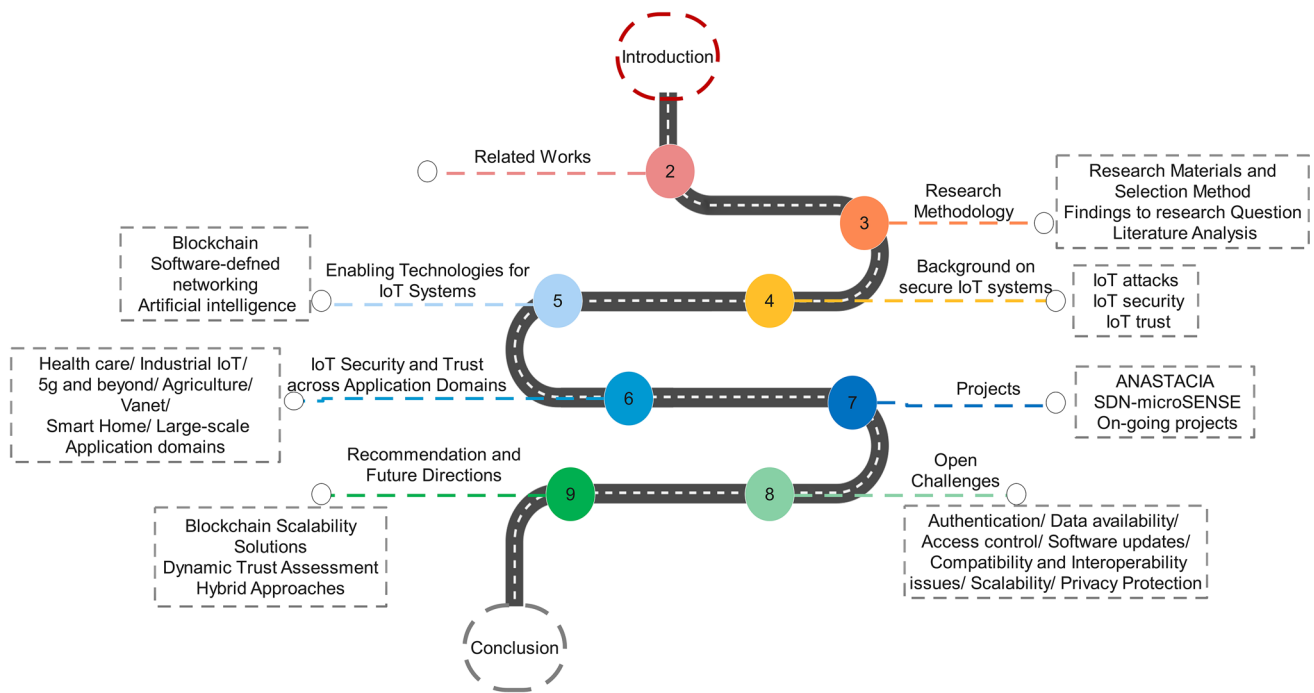 Introduction
Related Works
2
Research
Methodology
3
Research Materials and
Selection Method
Findings to research Question
Literature Analysis
Background on
secure IoT systems
4
IoT attacks
IoT security
IoT trust
Enabling Technologies for
IoT Systems
5
Blockchain
Software-defned
networking
Artificial intelligence
IoT Security and Trust
across Application Domains
6
Health care/ Industrial IoT/
5g and beyond/ Agriculture/
Vanet/
Smart Home/ Large-scale
Application domains
7
Projects
ANASTACIA
SDN-microSENSE
On-going projects
Open
Challenges
8
Authentication/ Data availability/
Access control/ Software updates/
Compatibility and Interoperability
issues/ Scalability/ Privacy Protection
Recommendation and
Future Directions
9
Blockchain Scalability
Solutions
Dynamic Trust Assessment
Hybrid Approaches
Conclusion